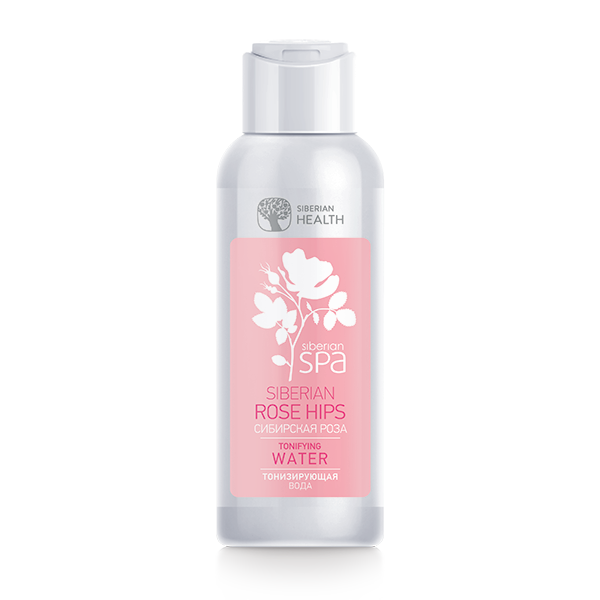 SIBERIAN
HEALTH
siberian
spa
SIBERIAN
ROSE HIPS
СИБИРСКАЯ РОЗА
TONIFYING
WATER
ТОНИЗИРУЮЩАЯ
ВОДА